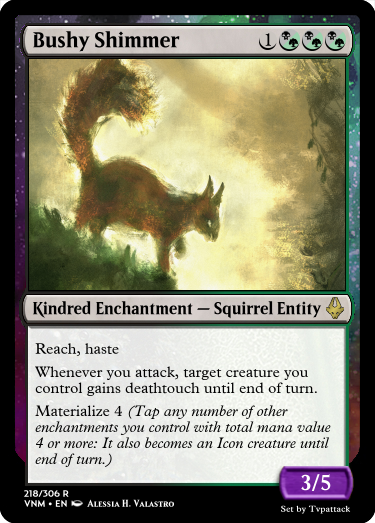 Bushy Shimmer 1
Kindred Enchantment — Squirrel Entity
Reach, haste
Whenever you attack, target creature you
control gains deathtouch until end of turn.
Materialize 4 (Tap any number of other
enchantments you control with total mana value
4 or more: It also becomes an Icon creature until
end of turn.)
3/5
218/306 R
VNM • EN Alessia H. Valastro
Set by Tvpattack